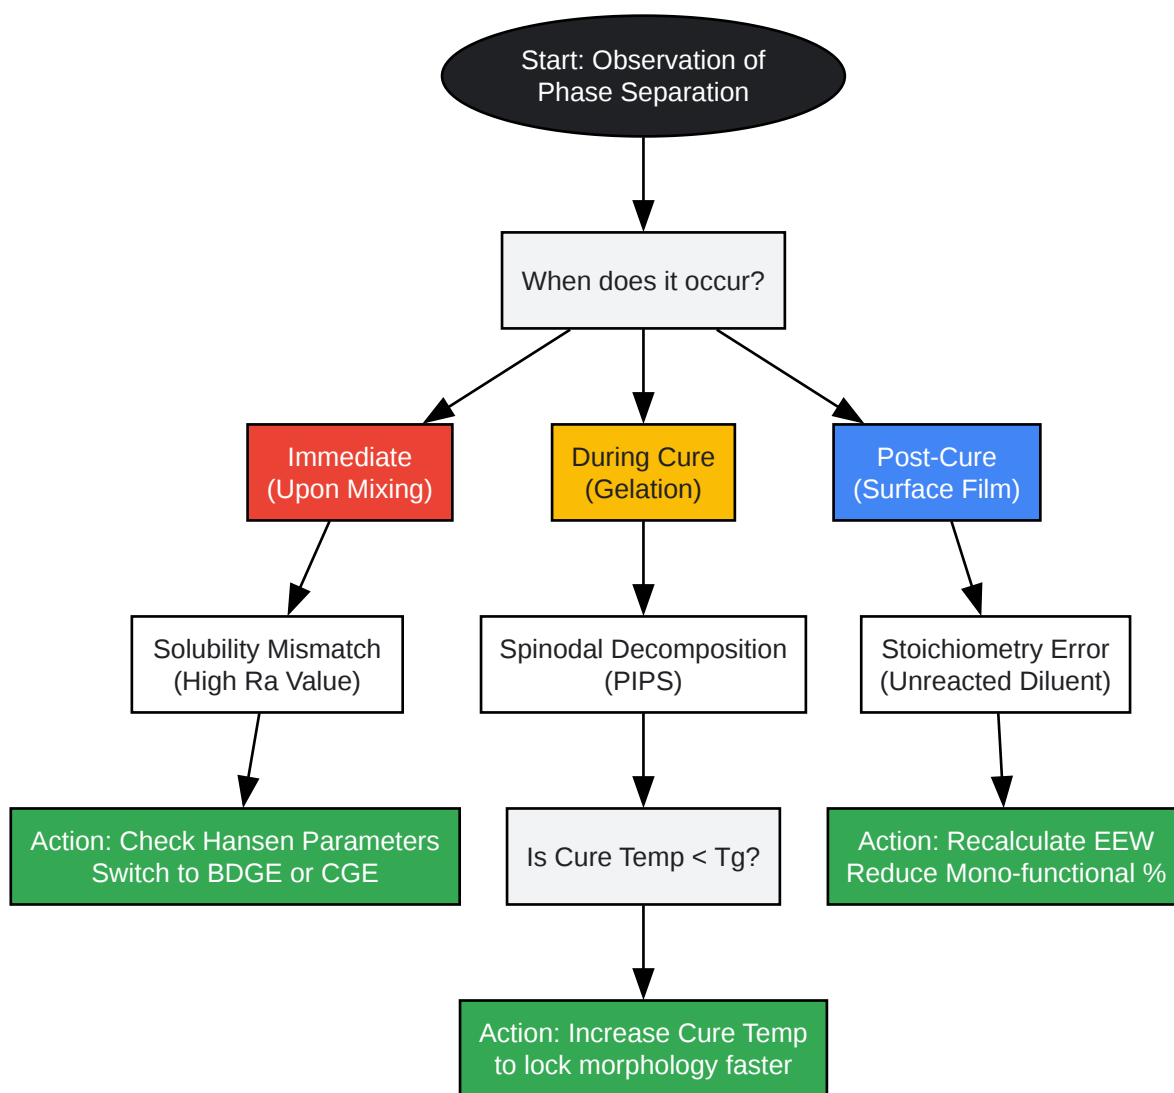 Start: Observation of
Phase Separation
When does it occur?
Immediate
(Upon Mixing)
During Cure
(Gelation)
Post-Cure
(Surface Film)
Solubility Mismatch
(High Ra Value)
Spinodal Decomposition
(PIPS)
Stoichiometry Error
(Unreacted Diluent)
Action: Check Hansen Parameters
Switch to BDGE or CGE
Is Cure Temp < Tg?
Action: Recalculate EEW
Reduce Mono-functional %
Action: Increase Cure Temp
to lock morphology faster